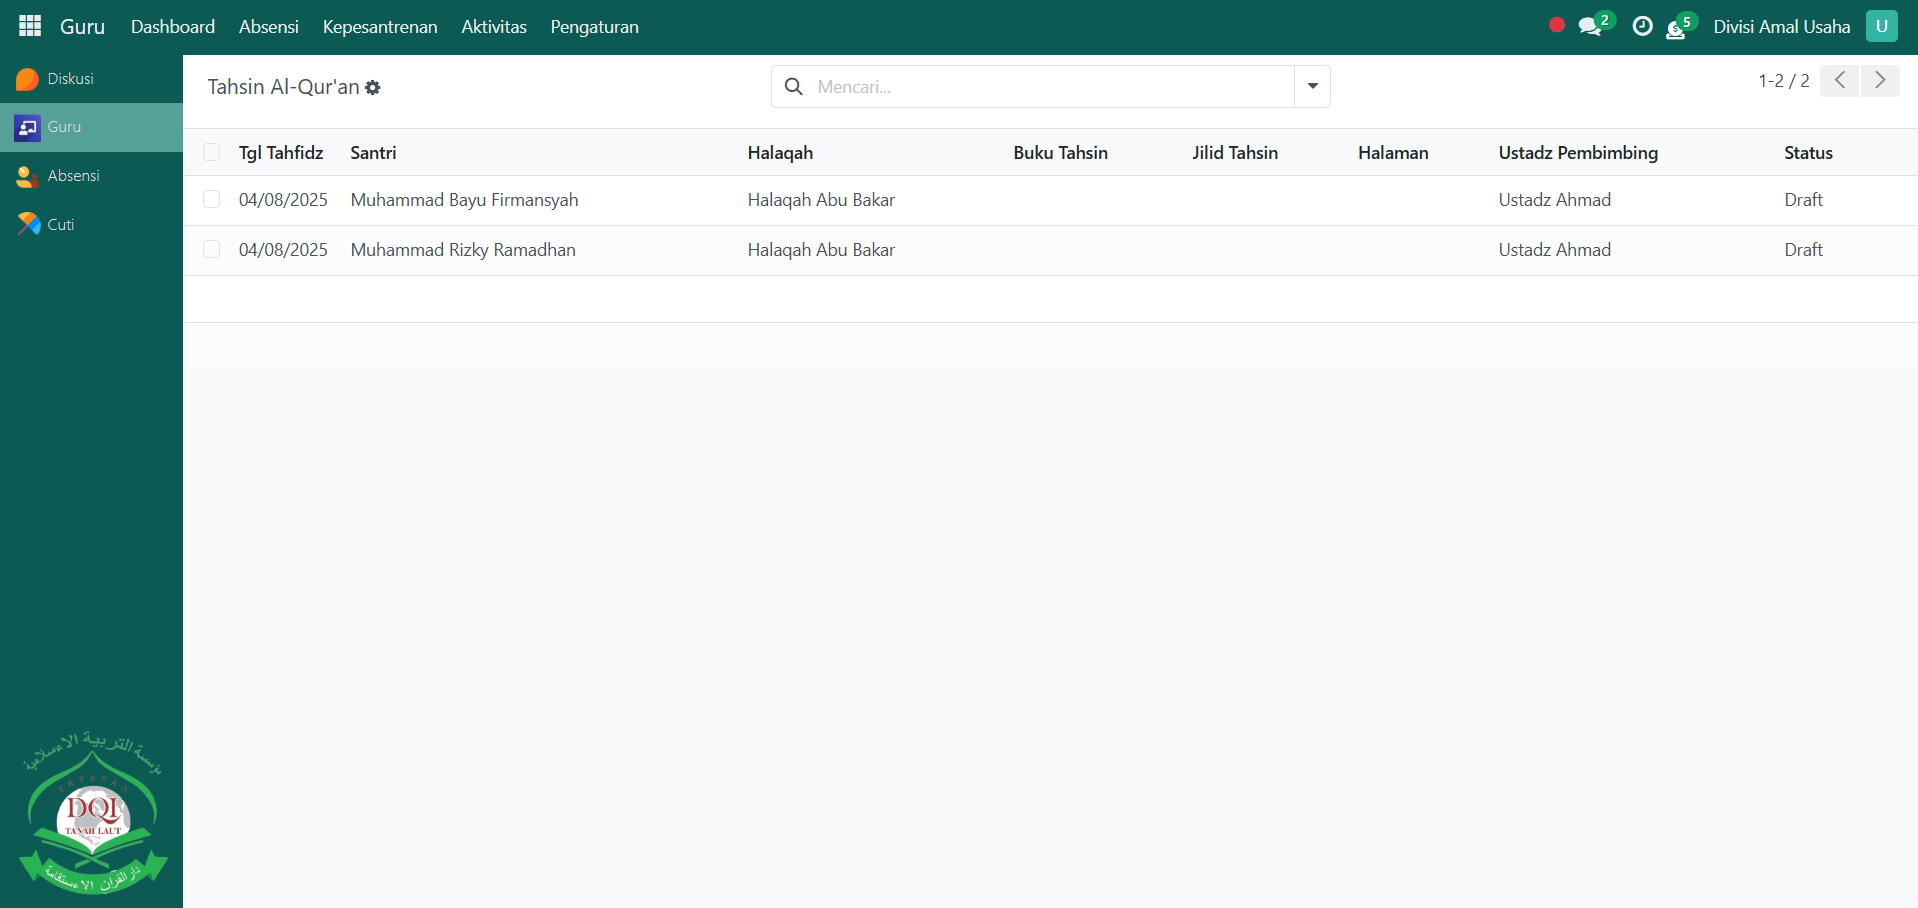 Guru Dashboard Absensi Kepesantrenan Aktivitas Pengaturan 2 5 Divisi Amal Usaha U
Diskusi
Guru
Absensi
Cuti
Tahsin Al-Qur'an Mencari... 1-2 / 2
Tgl Tahfidz Santri Halaqah Buku Tahsin Jilid Tahsin Halaman Ustadz Pembimbing Status
04/08/2025 Muhammad Bayu Firmansyah Halaqah Abu Bakar Ustadz Ahmad Draft
04/08/2025 Muhammad Rizky Ramadhan Halaqah Abu Bakar Ustadz Ahmad Draft
مؤسسة التربية الإسلامية
YAYASAN
DQI
TANAH LAUT
دار القرآن الاستقامة